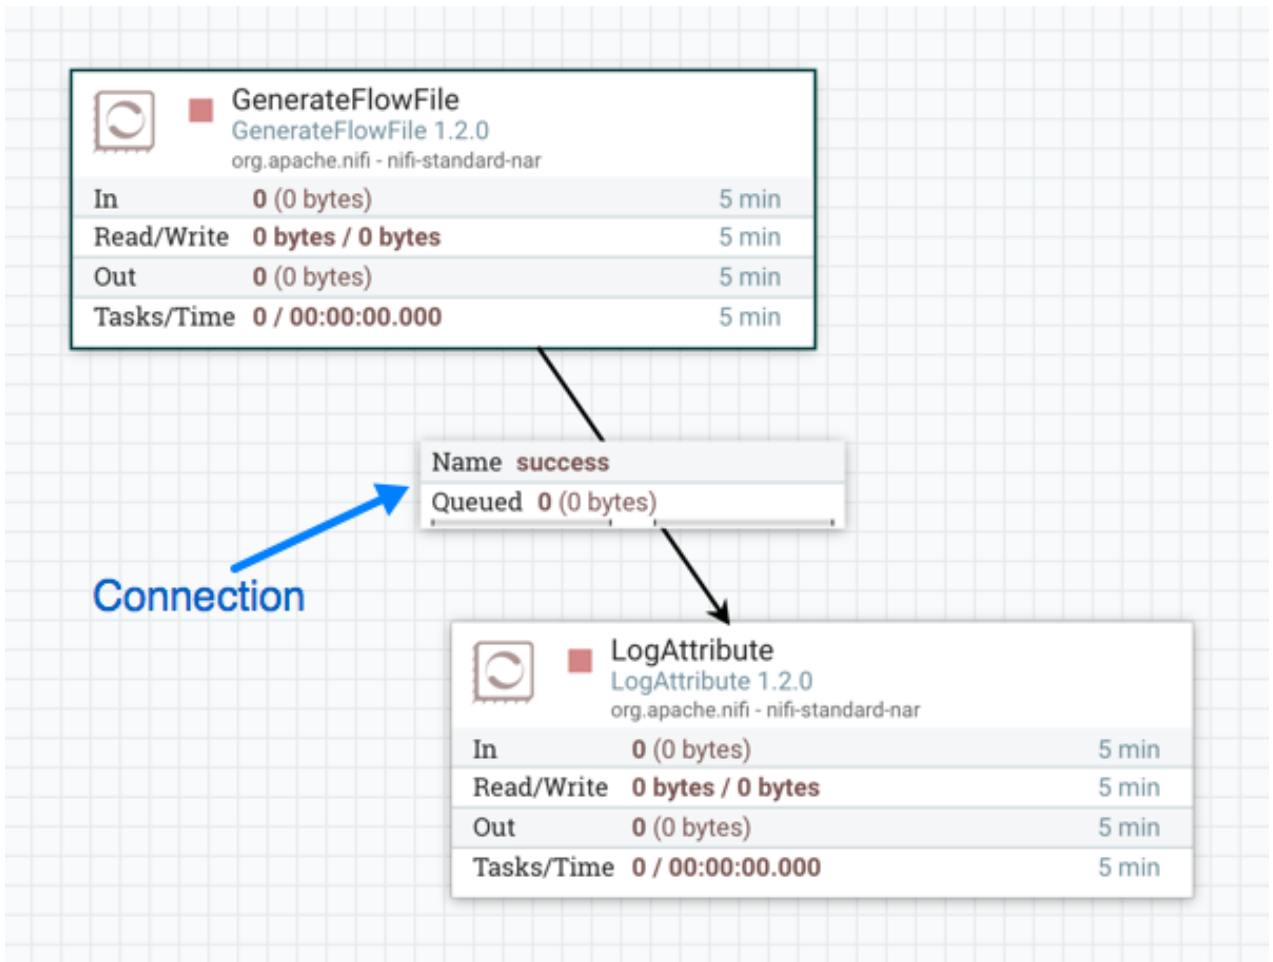 GenerateFlowFile
GenerateFlowFile 1.2.0
org.apache.nifi - nifi-standard-nar
In 0 (0 bytes) 5 min
Read/Write 0 bytes / 0 bytes 5 min
Out 0 (0 bytes) 5 min
Tasks/Time 0 / 00:00:00.000 5 min
Name success
Queued 0 (0 bytes)
Connection
LogAttribute
LogAttribute 1.2.0
org.apache.nifi - nifi-standard-nar
In 0 (0 bytes) 5 min
Read/Write 0 bytes / 0 bytes 5 min
Out 0 (0 bytes) 5 min
Tasks/Time 0 / 00:00:00.000 5 min